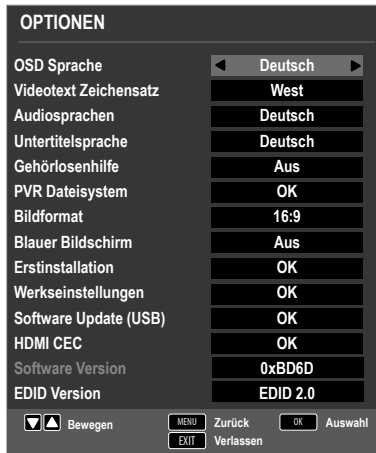 OPTIONEN
OSD Sprache Deutsch
Videotext Zeichensatz West
Audiosprachen Deutsch
Untertitelsprache Deutsch
Gehörlosenhilfe Aus
PVR Dateisystem OK
Bildformat 16:9
Blauer Bildschirm Aus
Erstinstallation OK
Werkseinstellungen OK
Software Update (USB) OK
HDMI CEC OK
Software Version 0xBD6D
EDID Version EDID 2.0
Bewegen MENU Zurück OK Auswahl
EXIT Verlassen